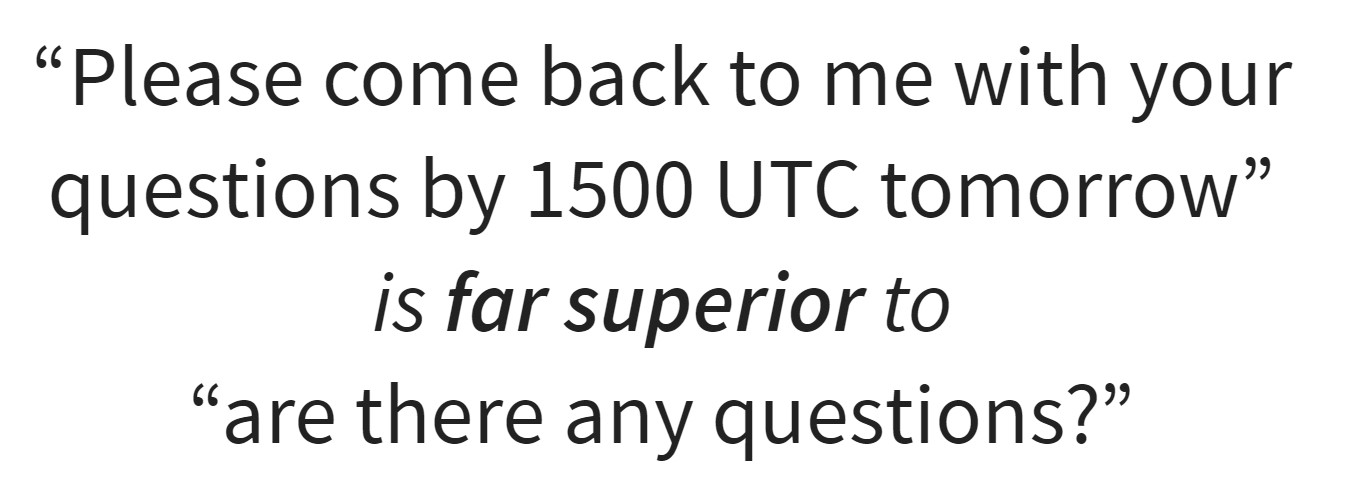 “Please come back to me with your
questions by 1500 UTC tomorrow”
is far superior to
“are there any questions?”